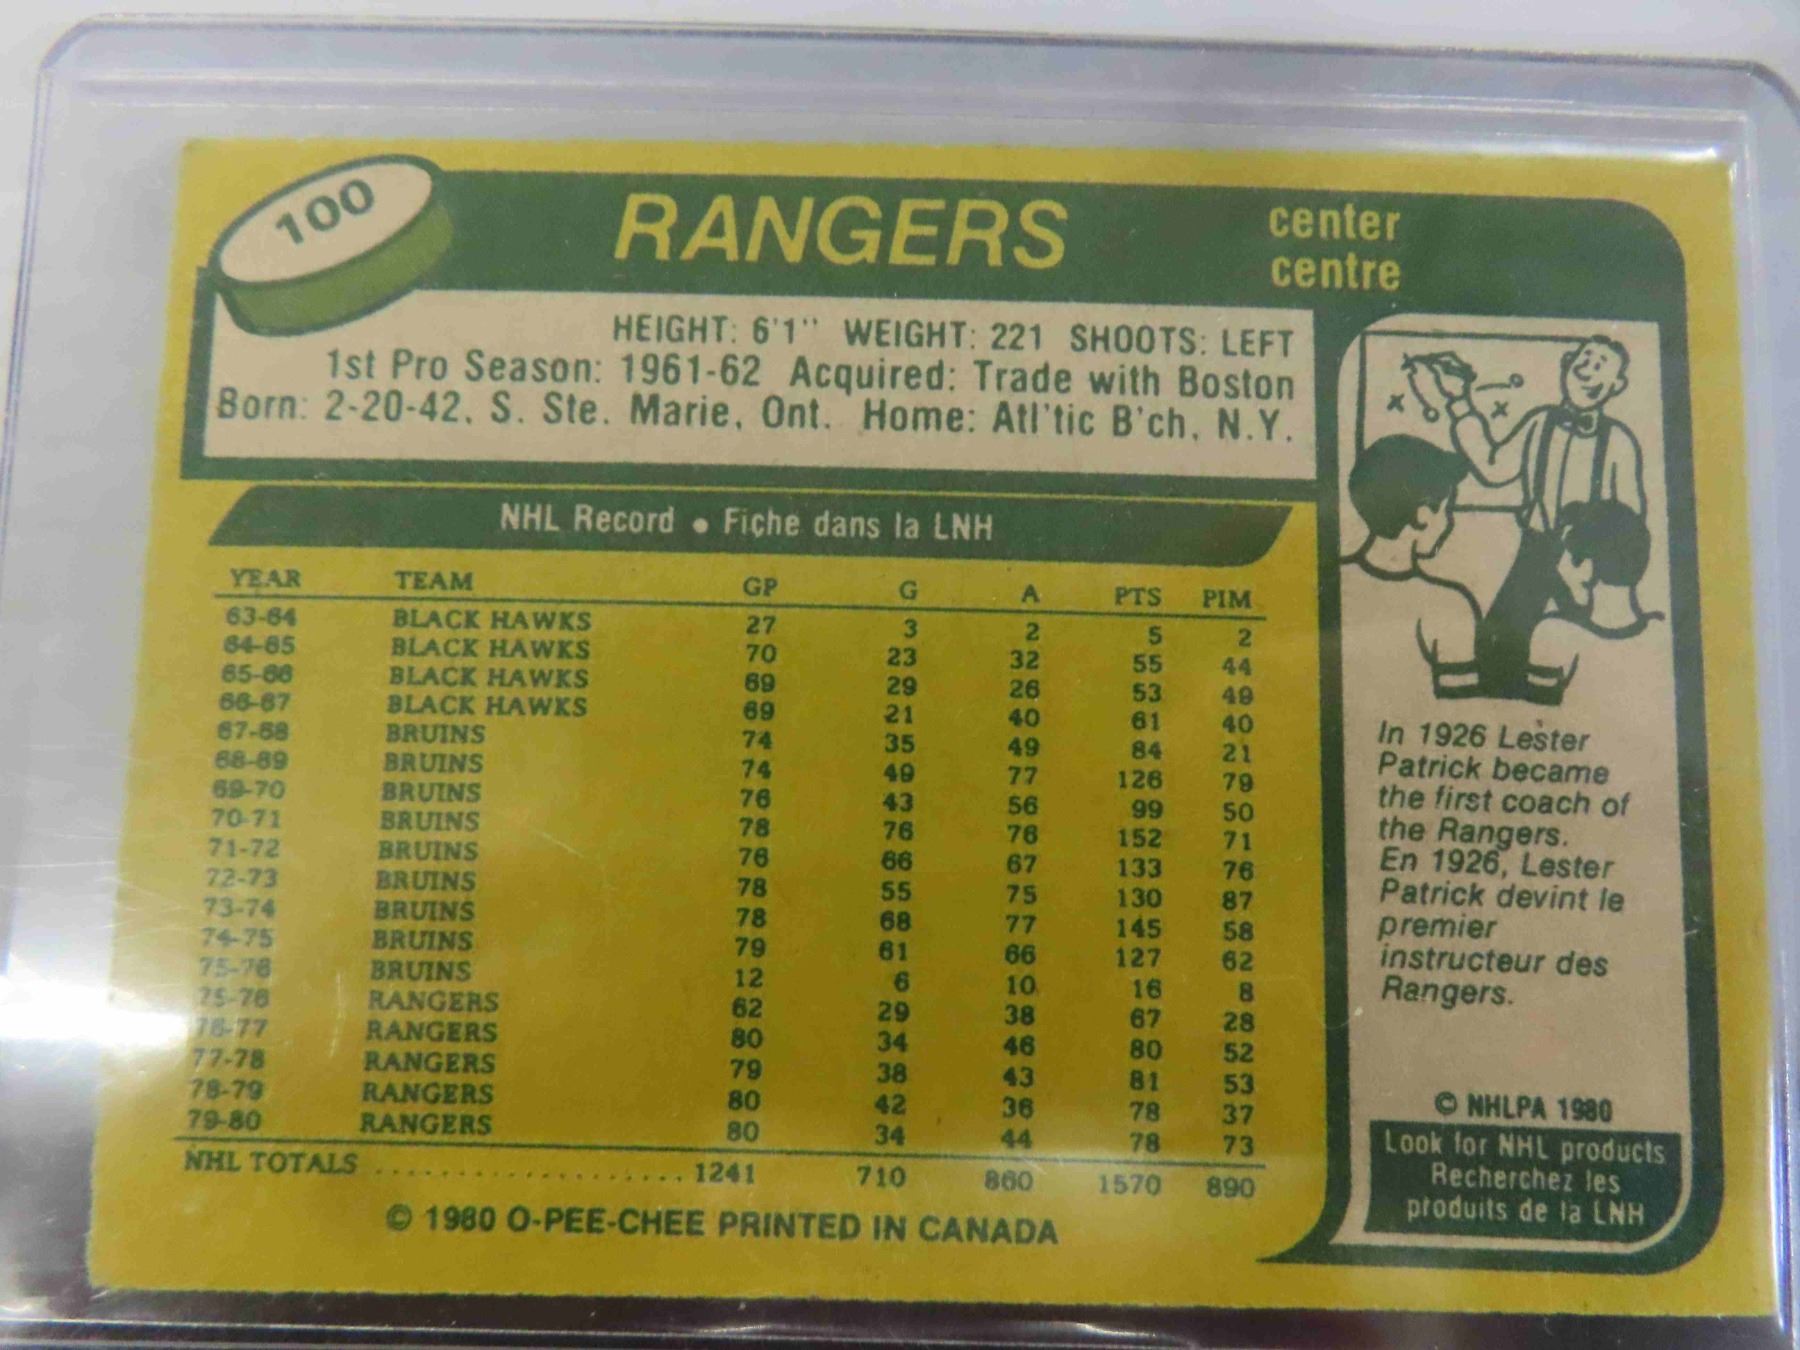 100
RANGERS
center
centre
HEIGHT: 6'1" WEIGHT: 221 SHOOTS: LEFT
1st Pro Season: 1961-62 Acquired: Trade with Boston
Born: 2-20-42, S. Ste. Marie, Ont. Home: Atl'tic B'ch, N.Y.
NHL Record • Fiche dans la LNH
YEAR TEAM GP G A PTS PIM
63-64 BLACK HAWKS 27 3 2 5 2
64-65 BLACK HAWKS 70 23 32 55 44
65-66 BLACK HAWKS 69 29 26 53 49
66-67 BLACK HAWKS 69 21 40 61 40
67-68 BRUINS 74 35 49 84 21
68-69 BRUINS 74 49 77 126 79
69-70 BRUINS 76 43 56 99 50
70-71 BRUINS 78 76 76 152 71
71-72 BRUINS 76 66 67 133 76
72-73 BRUINS 78 55 75 130 87
73-74 BRUINS 78 68 77 145 58
74-75 BRUINS 79 61 66 127 62
75-76 BRUINS 12 6 10 16 8
75-76 RANGERS 62 29 38 67 28
76-77 RANGERS 80 34 46 80 52
77-78 RANGERS 79 38 43 81 53
78-79 RANGERS 80 42 36 78 37
79-80 RANGERS 80 34 44 78 73
NHL TOTALS .................... 1241 710 860 1570 890
© 1980 O-PEE-CHEE PRINTED IN CANADA
x x
In 1926 Lester
Patrick became
the first coach of
the Rangers.
En 1926, Lester
Patrick devint le
premier
instructeur des
Rangers.
© NHLPA 1980
Look for NHL products
Recherchez les
produits de la LNH